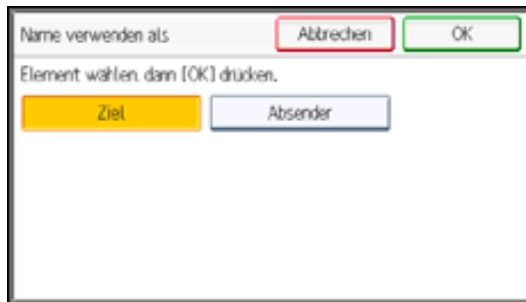 Name verwenden als Abbrechen OK
Element wählen, dann [OK] drücken.
Ziel Absender